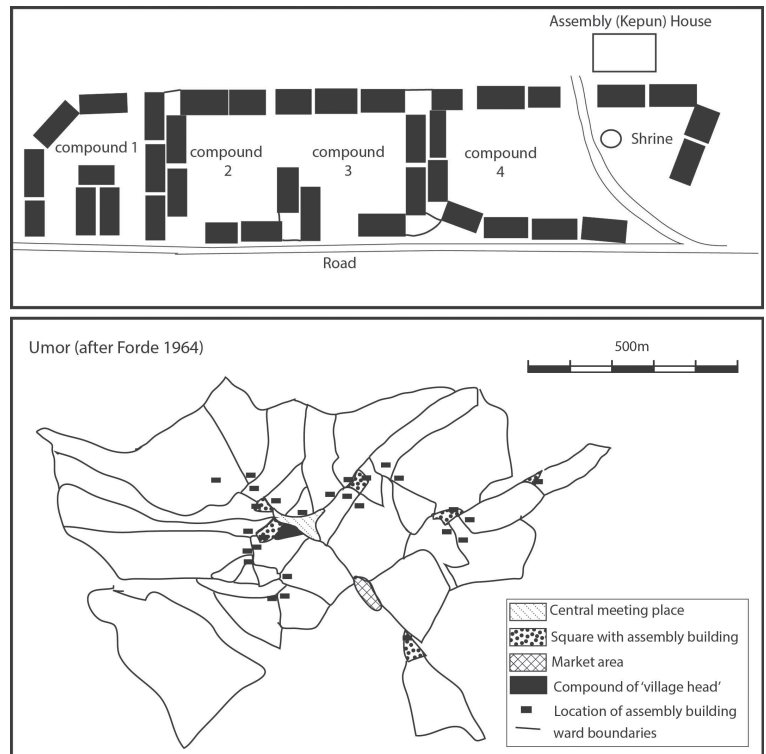 Assembly (Kepun) House
compound 1
compound
2
compound
3
compound
4
Shrine
Road
Umor (after Forde 1964)
500m
Central meeting place
Square with assembly building
Market area
Compound of ‘village head’
Location of assembly building
ward boundaries